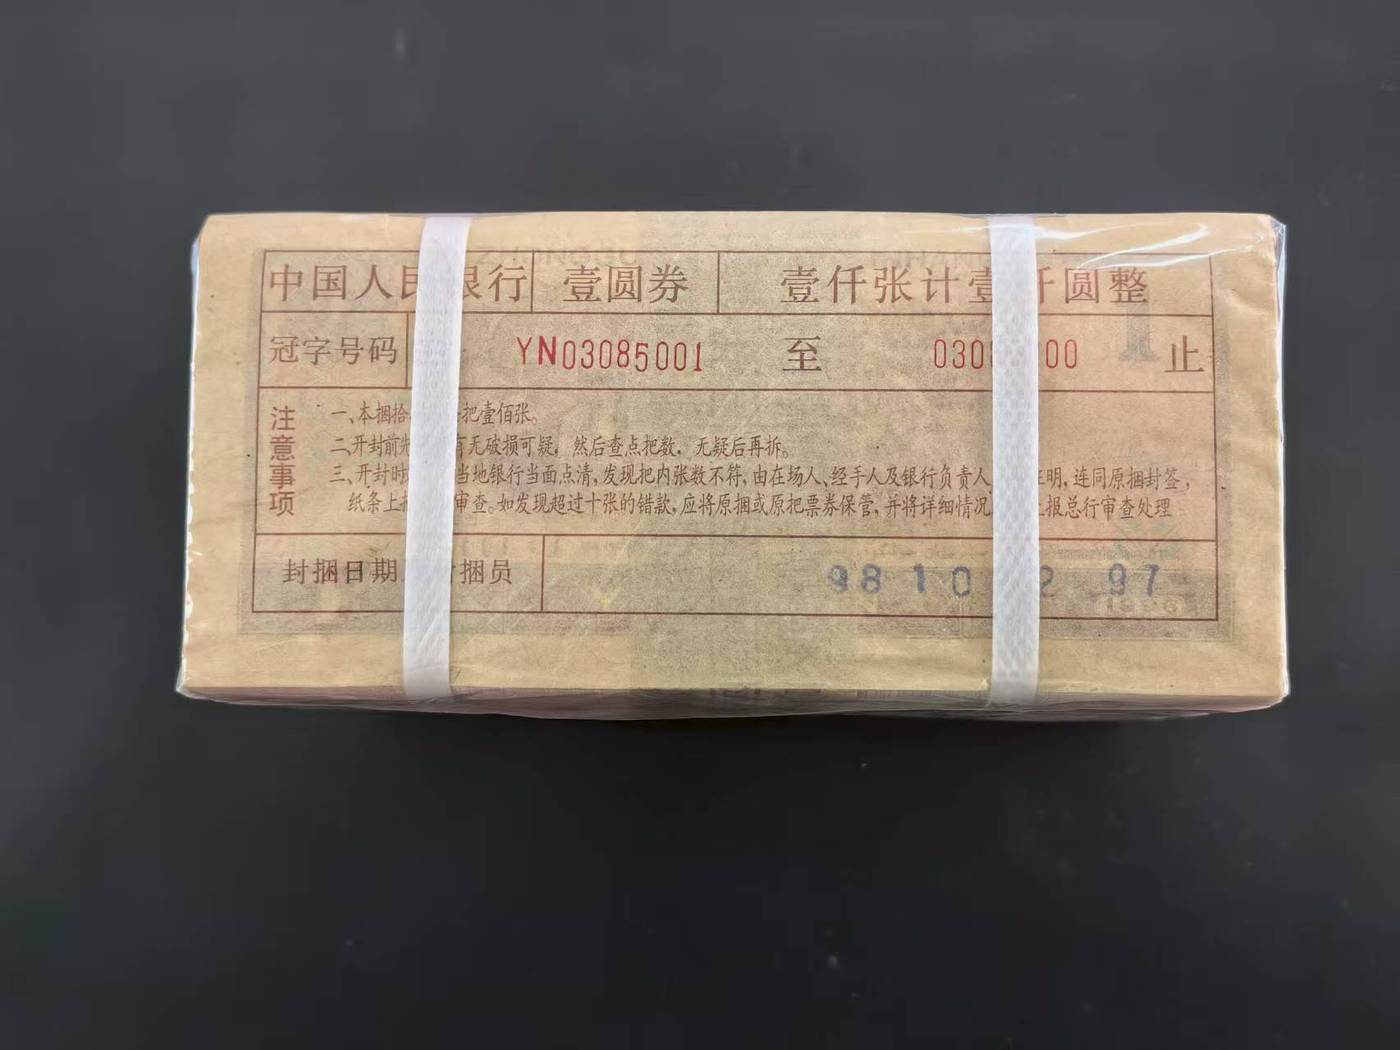 中国人民银行 壹圆券 壹仟张计壹仟圆整
冠字号码 YN03085001 至 030 00 止
注意事项
一、本捆拾 把壹佰张。
二、开封前 有无破损可疑，然后查点把数，无疑后再拆。
三、开封时 当地银行当面点清，发现把内张数不符，由在场人、经手人及银行负责人 证明，连同原捆封签，
纸条上报 审查。如发现超过十张的错款，应将原捆或原把票券保管，并将详细情况 上报总行审查处理
封捆日期 封捆员 98 10 2 97